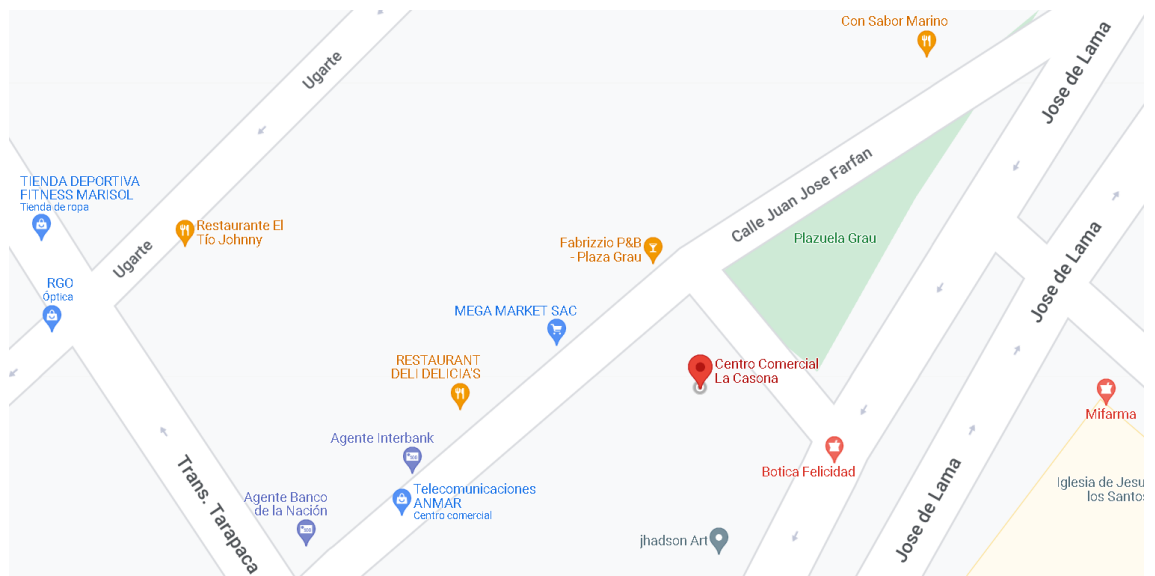 Con Sabor Marino
Ugarte
Jose de Lama
TIENDA DEPORTIVA
FITNESS MARISOL
Tienda de ropa
Calle Juan Jose Farfan
Restaurante El
Tío Johnny
Ugarte
Fabrizzio P&B
- Plaza Grau
Plazuela Grau
Jose de Lama
RGO
Óptica
MEGA MARKET SAC
RESTAURANT
DELI DELICIA'S
Centro Comercial
La Casona
Mifarma
Agente Interbank
Botica Felicidad
Trans. Tarapaca
Agente Banco
de la Nación
Telecomunicaciones
ANMAR
Centro comercial
Iglesia de Jesu
los Santos
Jose de Lama
jhadson Art